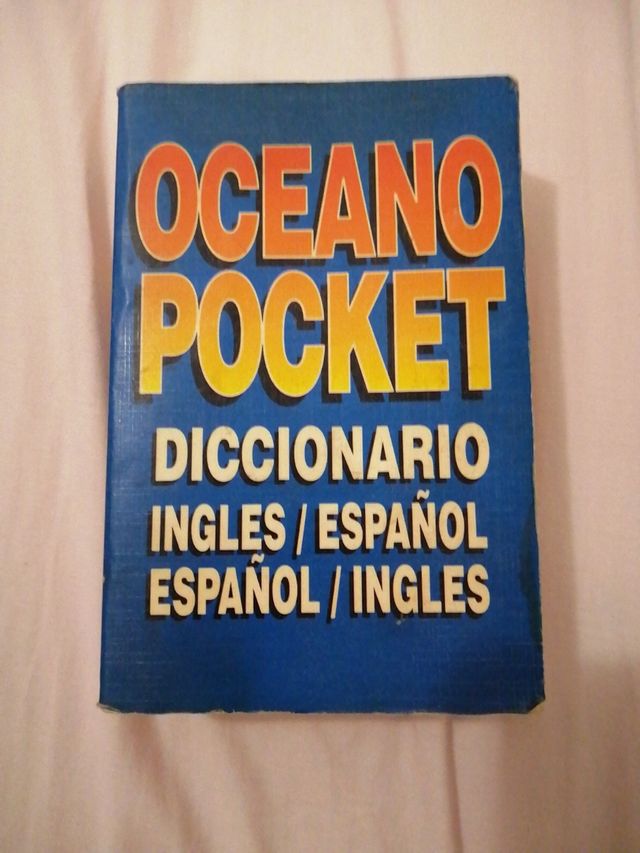 OCEANO
POCKET
DICCIONARIO
INGLES / ESPAÑOL
ESPAÑOL / INGLES